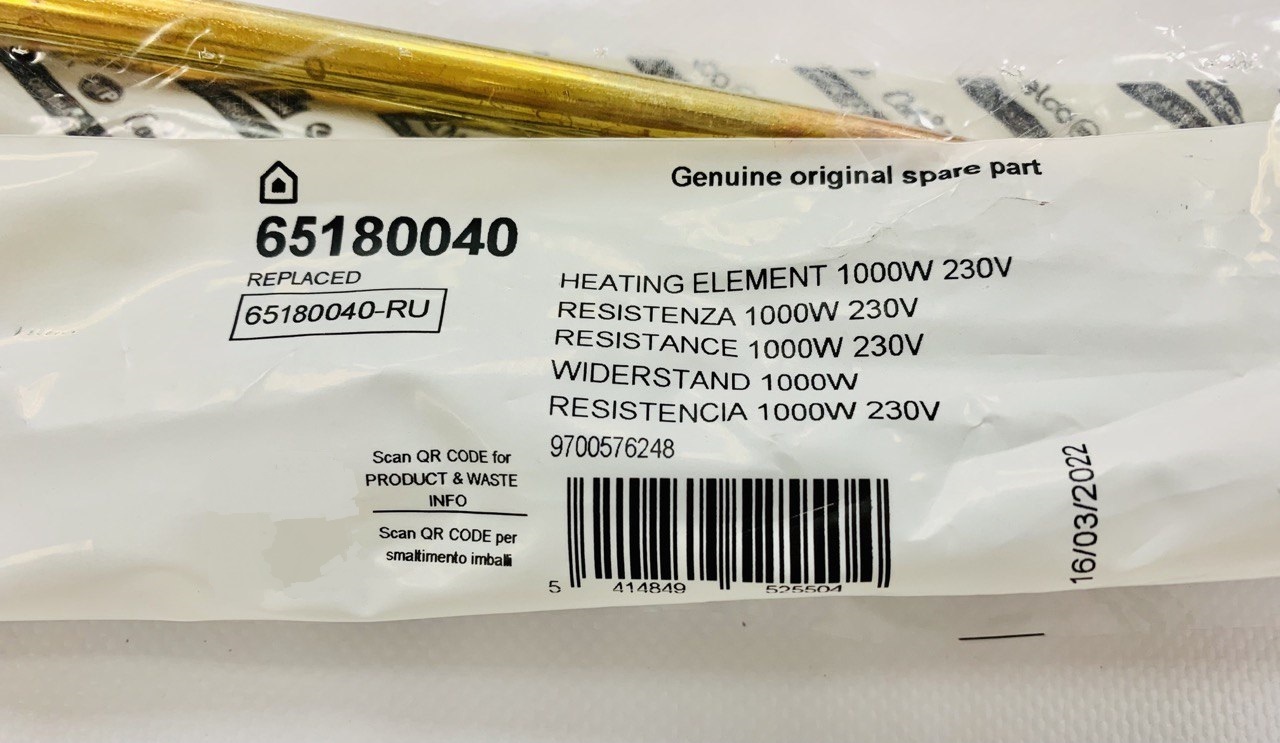 Genuine original spare part
65180040
REPLACED
65180040-RU
HEATING ELEMENT 1000W 230V
RESISTENZA 1000W 230V
RESISTANCE 1000W 230V
WIDERSTAND 1000W
RESISTENCIA 1000W 230V
9700576248
Scan QR CODE for
PRODUCT & WASTE
INFO
Scan QR CODE per
smaltimento imballi
5 414849 525504
16/03/2022